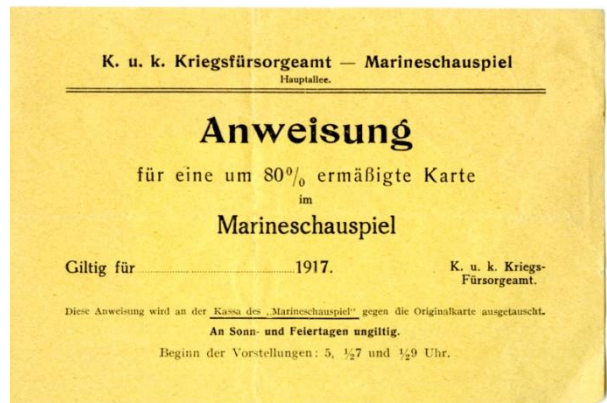 K. u. k. Kriegsfürsorgeamt — Marineschauspiel
Hauptallee.
Anweisung
für eine um 80% ermäßigte Karte
im
Marineschauspiel
Giltig für ........................ 1917.
K. u. k. Kriegs-
Fürsorgeamt.
Diese Anweisung wird an der Kassa des „Marineschauspiel" gegen die Originalkarte ausgetauscht.
An Sonn- und Feiertagen ungiltig.
Beginn der Vorstellungen: 5, ½7 und ½9 Uhr.